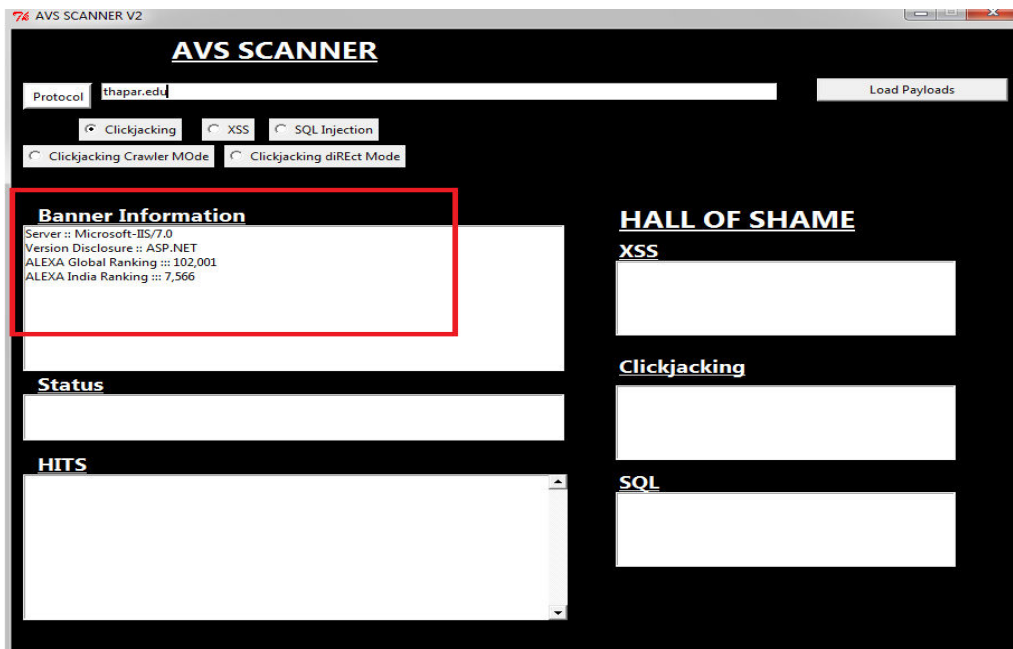 AVS SCANNER V2
AVS SCANNER
Protocol
thapar.edu
Load Payloads
Clickjacking
XSS
SQL Injection
Clickjacking Crawler MOde
Clickjacking diREct Mode
Banner Information
Server :: Microsoft-IIS/7.0
Version Disclosure :: ASP.NET
ALEXA Global Ranking ::: 102,001
ALEXA India Ranking ::: 7,566
Status
HITS
HALL OF SHAME
XSS
Clickjacking
SQL